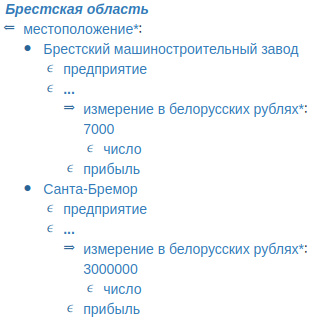 Брестская область
⇐ местоположение*:
● Брестский машиностроительный завод
ϵ предприятие
ϵ ...
⇒ измерение в белорусских рублях*:
7000
ϵ число
ϵ прибыль
● Санта-Бремор
ϵ предприятие
ϵ ...
⇒ измерение в белорусских рублях*:
3000000
ϵ число
ϵ прибыль